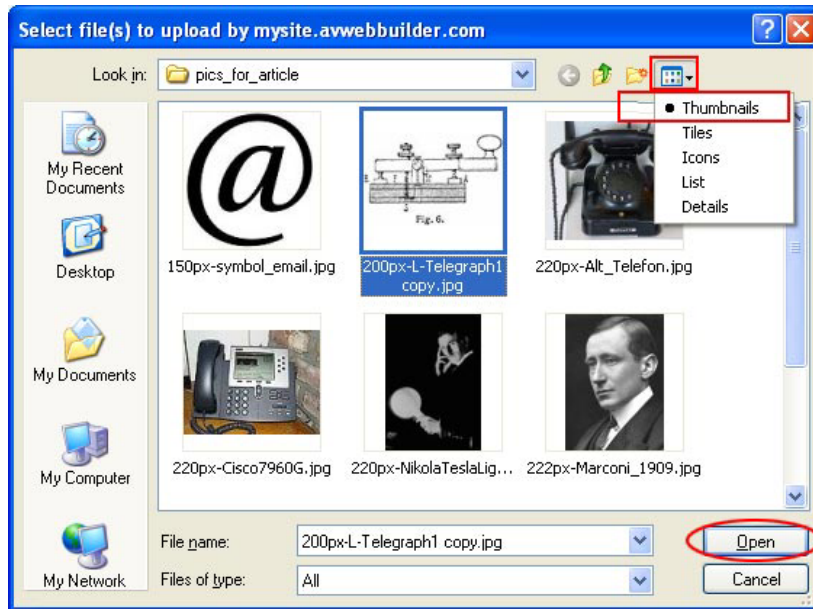 Select file(s) to upload by mysite.avwebbuilder.com
Look in: pics_for_article
Thumbnails
Tiles
Icons
List
Details
My Recent
Documents
Desktop
My Documents
My Computer
My Network
@
Fig. 6.
150px-symbol_email.jpg
200px-L-Telegraph1
copy.jpg
220px-Alt_Telefon.jpg
220px-Cisco7960G.jpg
220px-NikolaTeslaLig...
222px-Marconi_1909.jpg
File name: 200px-L-Telegraph1 copy.jpg
Open
Files of type: All
Cancel